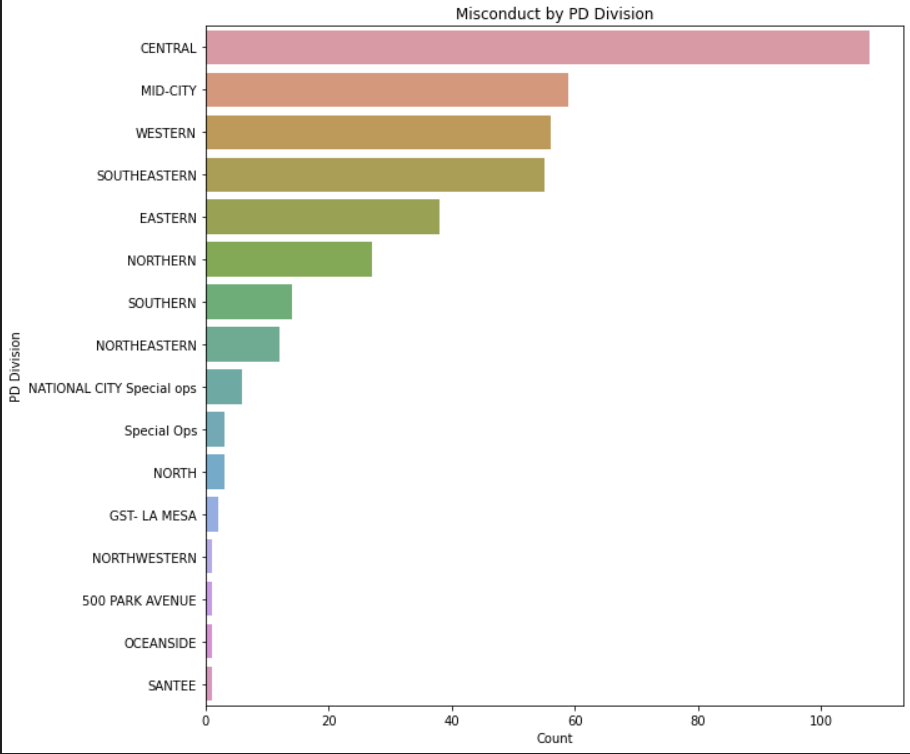 Misconduct by PD Division
PD Division
CENTRAL
MID-CITY
WESTERN
SOUTHEASTERN
EASTERN
NORTHERN
SOUTHERN
NORTHEASTERN
NATIONAL CITY Special ops
Special Ops
NORTH
GST- LA MESA
NORTHWESTERN
500 PARK AVENUE
OCEANSIDE
SANTEE
0 20 40 60 80 100
Count